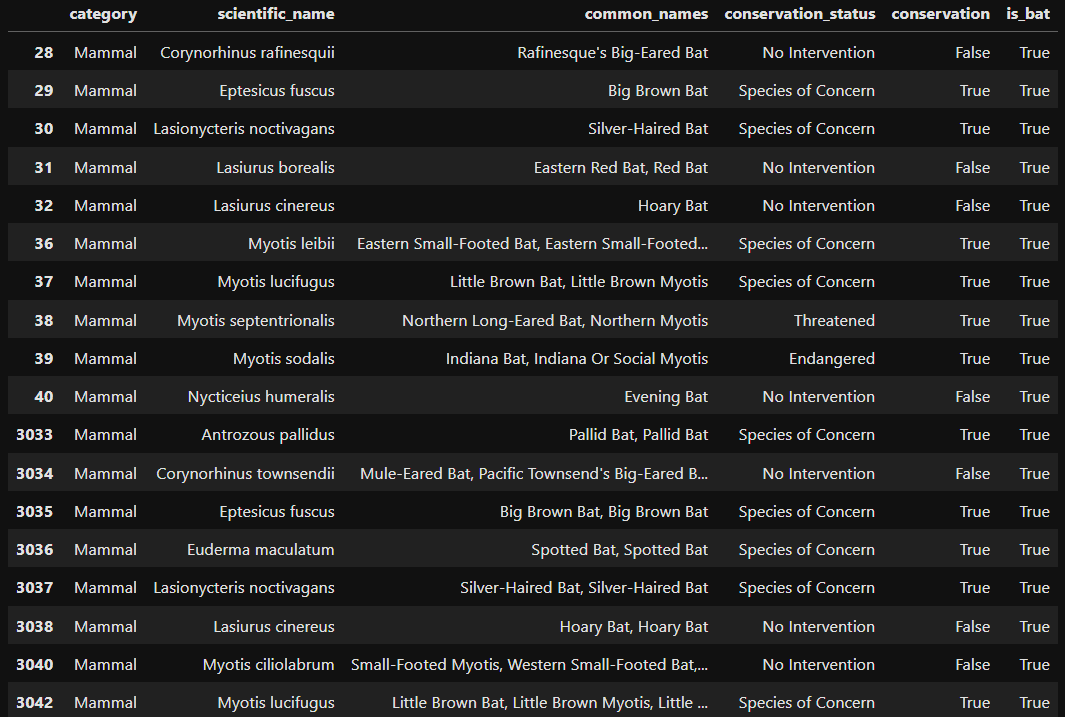 category scientific_name common_names conservation_status conservation is_bat
28 Mammal Corynorhinus rafinesquii Rafinesque's Big-Eared Bat No Intervention False True
29 Mammal Eptesicus fuscus Big Brown Bat Species of Concern True True
30 Mammal Lasionycteris noctivagans Silver-Haired Bat Species of Concern True True
31 Mammal Lasiurus borealis Eastern Red Bat, Red Bat No Intervention False True
32 Mammal Lasiurus cinereus Hoary Bat No Intervention False True
36 Mammal Myotis leibii Eastern Small-Footed Bat, Eastern Small-Footed... Species of Concern True True
37 Mammal Myotis lucifugus Little Brown Bat, Little Brown Myotis Species of Concern True True
38 Mammal Myotis septentrionalis Northern Long-Eared Bat, Northern Myotis Threatened True True
39 Mammal Myotis sodalis Indiana Bat, Indiana Or Social Myotis Endangered True True
40 Mammal Nycticeius humeralis Evening Bat No Intervention False True
3033 Mammal Antrozous pallidus Pallid Bat, Pallid Bat Species of Concern True True
3034 Mammal Corynorhinus townsendii Mule-Eared Bat, Pacific Townsend's Big-Eared B... No Intervention False True
3035 Mammal Eptesicus fuscus Big Brown Bat, Big Brown Bat Species of Concern True True
3036 Mammal Euderma maculatum Spotted Bat, Spotted Bat Species of Concern True True
3037 Mammal Lasionycteris noctivagans Silver-Haired Bat, Silver-Haired Bat Species of Concern True True
3038 Mammal Lasiurus cinereus Hoary Bat, Hoary Bat No Intervention False True
3040 Mammal Myotis ciliolabrum Small-Footed Myotis, Western Small-Footed Bat,... No Intervention False True
3042 Mammal Myotis lucifugus Little Brown Bat, Little Brown Myotis, Little ... Species of Concern True True